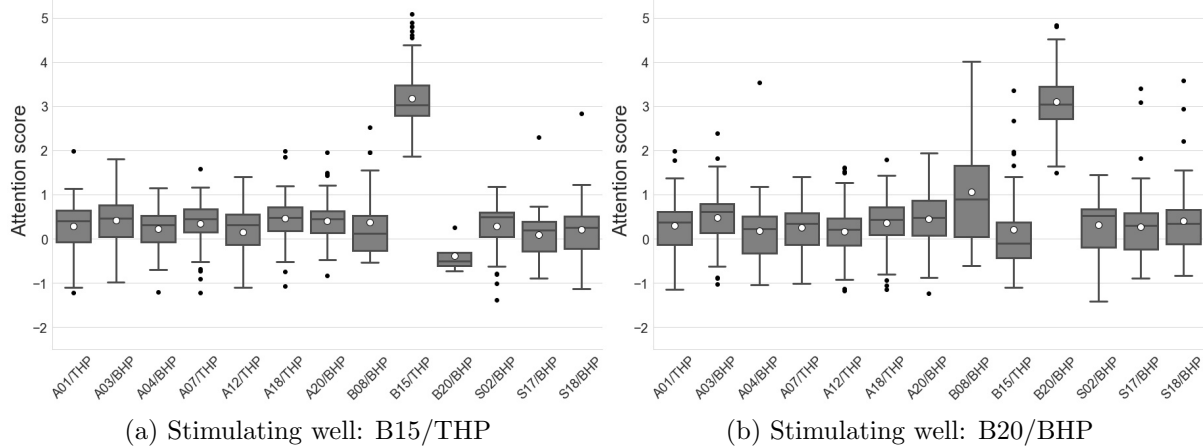 5
4
3
2
1
0
−1
−2
Attention score
A01/THP
A03/BHP
A04/BHP
A07/THP
A12/THP
A18/THP
A20/BHP
B08/BHP
B15/THP
B20/BHP
S02/BHP
S17/BHP
S18/BHP
(a) Stimulating well: B15/THP
5
4
3
2
1
0
−1
−2
Attention score
A01/THP
A03/BHP
A04/BHP
A07/THP
A12/THP
A18/THP
A20/BHP
B08/BHP
B15/THP
B20/BHP
S02/BHP
S17/BHP
S18/BHP
(b) Stimulating well: B20/BHP